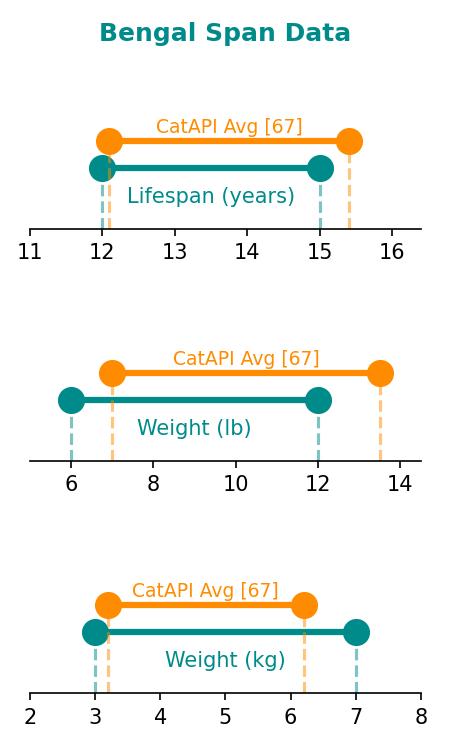 Bengal Span Data
CatAPI Avg [67]
Lifespan (years)
11 12 13 14 15 16
CatAPI Avg [67]
Weight (lb)
6 8 10 12 14
CatAPI Avg [67]
Weight (kg)
2 3 4 5 6 7 8